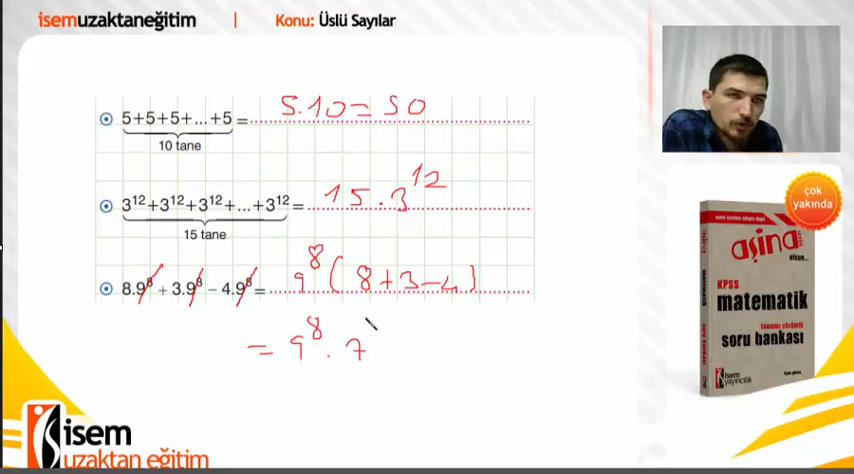 isemuzaktaneğitim | Konu: Üslü Sayılar
5+5+5+...+5 = 5.10=50
10 tane
3¹²+3¹²+3¹²+...+3¹² = 15.3¹²
15 tane
8.9⁸ + 3.9⁸ − 4.9⁸ = 9⁸(8+3−4)
= 9⁸.7
çok
yakında
aşina
olsun...
KPSS
matematik
tamamı çözümlü
soru bankası
isem
yayıncılık
isem
uzaktan eğitim